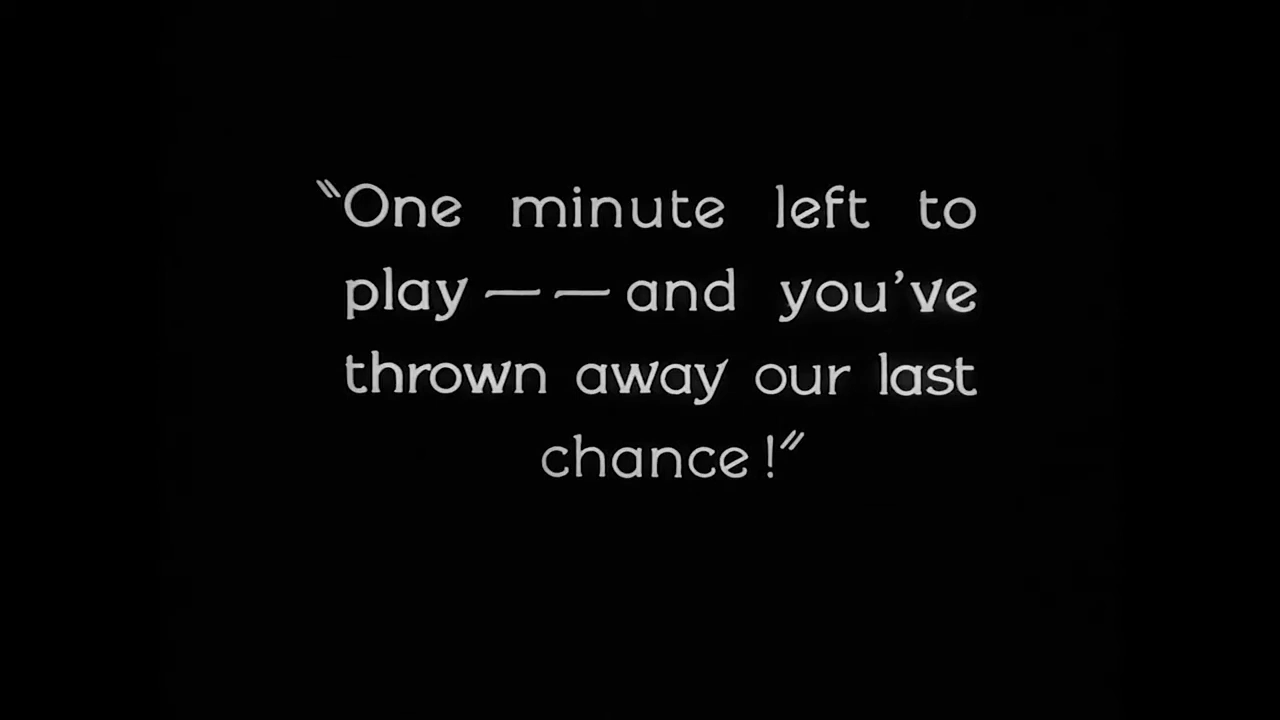 "One minute left to
play——and you've
thrown away our last
chance!"